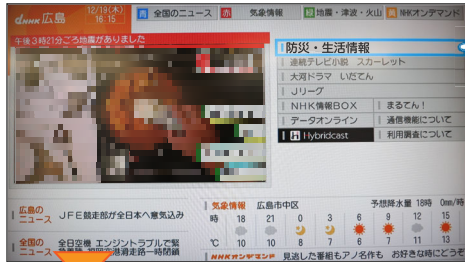 dNHK 広島
12/19(木)
16:15
青 全国のニュース
赤 気象情報
緑 地震・津波・火山
黄 NHKオンデマンド
午後3時21分ごろ地震がありました
防災・生活情報
連続テレビ小説 スカーレット
大河ドラマ いだてん
Jリーグ
NHK情報BOX
まるてん!
データオンライン
通信機能について
Hybridcast
利用調査について
広島の
ニュース
JFE競走部が全日本へ意気込み
全国の
ニュース
全日空機 エンジントラブルで緊
気象情報 広島市中区 予想降水量 18時 0mm/時
時 18 21 0 3 6 9 12 15
℃ 10 10 8 7 6 7 11 13
NHKオンデマンド 見逃した番組もアノ名作も お好きな時にどうぞ